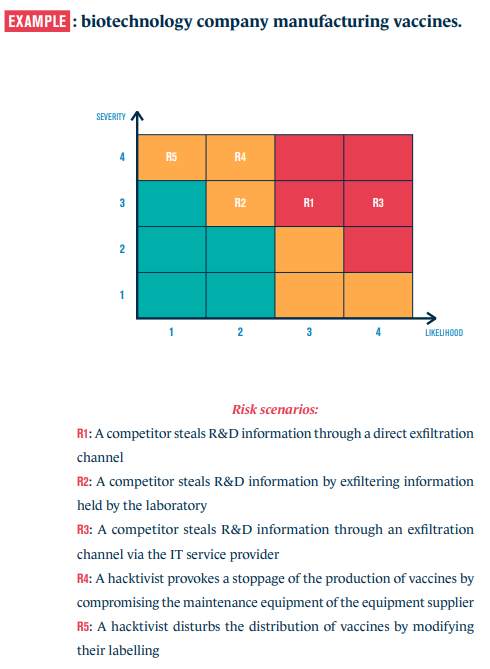 EXAMPLE : biotechnology company manufacturing vaccines.
SEVERITY
4 R5 R4
3 R2 R1 R3
2
1
1 2 3 4 LIKELIHOOD
Risk scenarios:
R1: A competitor steals R&D information through a direct exfiltration
channel
R2: A competitor steals R&D information by exfiltering information
held by the laboratory
R3: A competitor steals R&D information through an exfiltration
channel via the IT service provider
R4: A hacktivist provokes a stoppage of the production of vaccines by
compromising the maintenance equipment of the equipment supplier
R5: A hacktivist disturbs the distribution of vaccines by modifying
their labelling